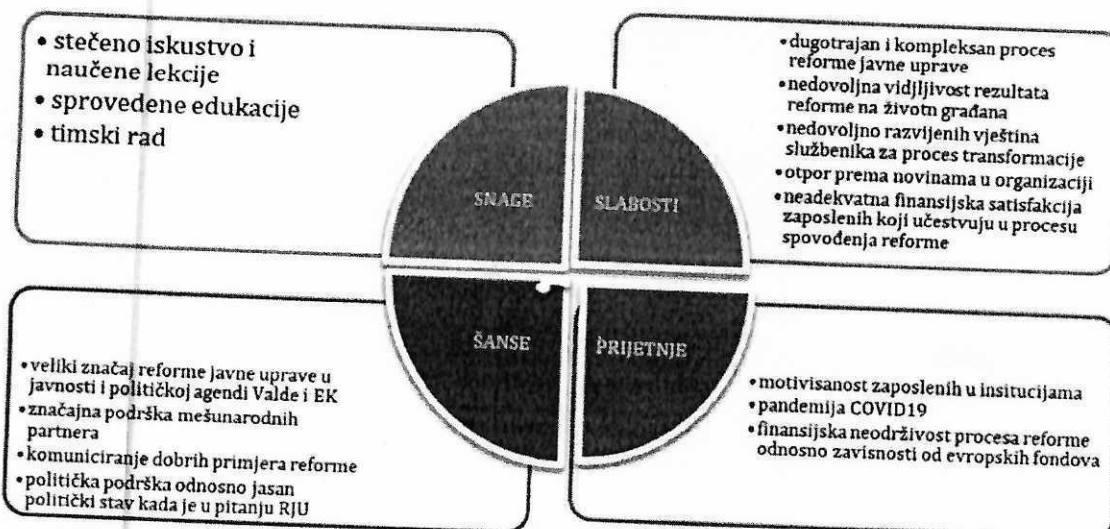 • stečeno iskustvo i
naučene lekcije
• sprovedene edukacije
• timski rad
SNAGE
• dugotrajan i kompleksan proces
reforme javne uprave
• nedovoljna vidjljivost rezultata
reforme na životn građana
• nedovoljno razvijenih vještina
službenika za proces transformacije
• otpor prema novinama u organizaciji
• neadekvatna finansijska satisfakcija
zaposlenih koji učestvuju u procesu
spovođenja reforme
SLABOSTI
• veliki značaj reforme javne uprave u
javnosti i političkoj agendi Valde i EK
• značajna podrška mešunarodnih
partnera
• komuniciranje dobrih primjera reforme
• politička podrška odnosno jasan
politički stav kada je u pitanju RJU
ŠANSE
• motivisanost zaposlenih u insitucijama
• pandemija COVID19
• finansijska neodrživost procesa reforme
odnosno zavisnosti od evropskih fondova
PRIJETNJE